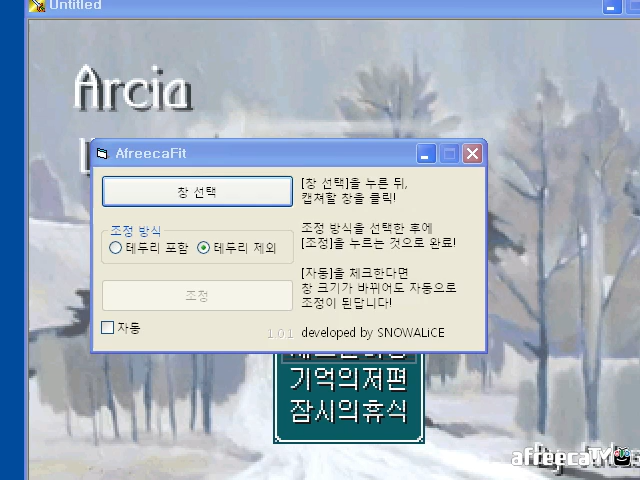 Untitled
Arcia
AfreecaFit
창 선택
[창 선택]을 누른 뒤,
캡쳐할 창을 클릭!
조정 방식
테두리 포함
테두리 제외
조정 방식을 선택한 후에
[조정]을 누르는 것으로 완료!
조정
[자동]을 체크한다면
창 크기가 바뀌어도 자동으로
조정이 된답니다!
자동
1.0.1 developed by SNOWALiCE
기억의저편
잠시의휴식
afreecaTV